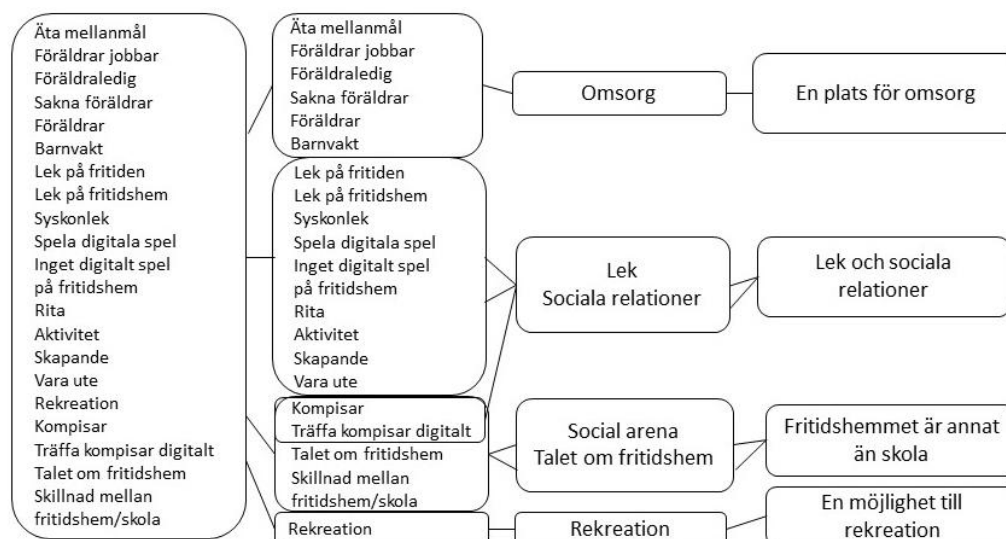 Äta mellanmål
Föräldrar jobbar
Föräldraledig
Sakna föräldrar
Föräldrar
Barnvakt
Lek på fritiden
Lek på fritidshem
Syskonlek
Spela digitala spel
Inget digitalt spel
på fritidshem
Rita
Aktivitet
Skapande
Vara ute
Rekreation
Kompisar
Träffa kompisar digitalt
Talet om fritidshem
Skillnad mellan
fritidshem/skola
Äta mellanmål
Föräldrar jobbar
Föräldraledig
Sakna föräldrar
Föräldrar
Barnvakt
Lek på fritiden
Lek på fritidshem
Syskonlek
Spela digitala spel
Inget digitalt spel
på fritidshem
Rita
Aktivitet
Skapande
Vara ute
Kompisar
Träffa kompisar digitalt
Talet om fritidshem
Skillnad mellan
fritidshem/skola
Rekreation
Omsorg
Lek
Sociala relationer
Social arena
Talet om fritidshem
Rekreation
En plats för omsorg
Lek och sociala
relationer
Fritidshemmet är annat
än skola
En möjlighet till
rekreation